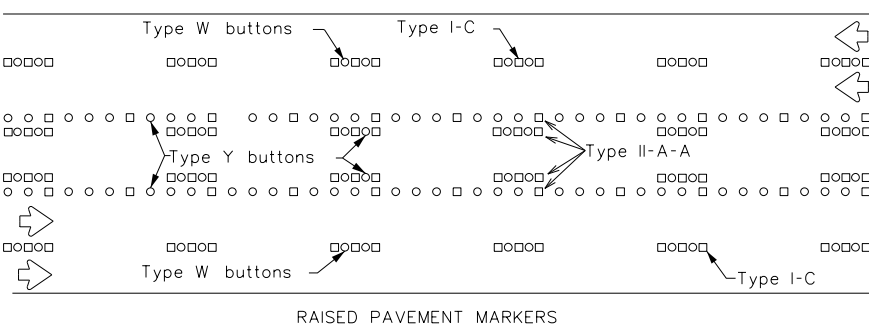 Type W buttons
Type I-C
Type Y buttons
Type II-A-A
Type W buttons
Type I-C
RAISED PAVEMENT MARKERS